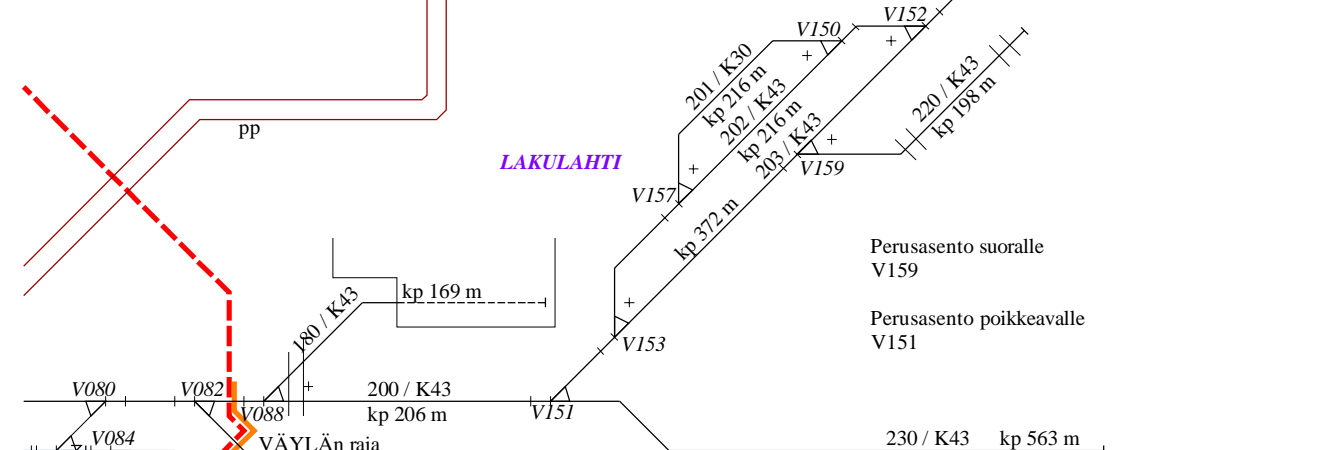 V152
V150
201 / K30
kp 216 m
220 / K43
kp 198 m
202 / K43
kp 216 m
203 / K43
pp
LAKULAHTI
V159
V157
kp 372 m
Perusasento suoralle
V159
kp 169 m
180 / K43
Perusasento poikkeavalle
V151
V153
V080
V082
200 / K43
V088
kp 206 m
V151
V084
VÄYLÄn raja
230 / K43 kp 563 m